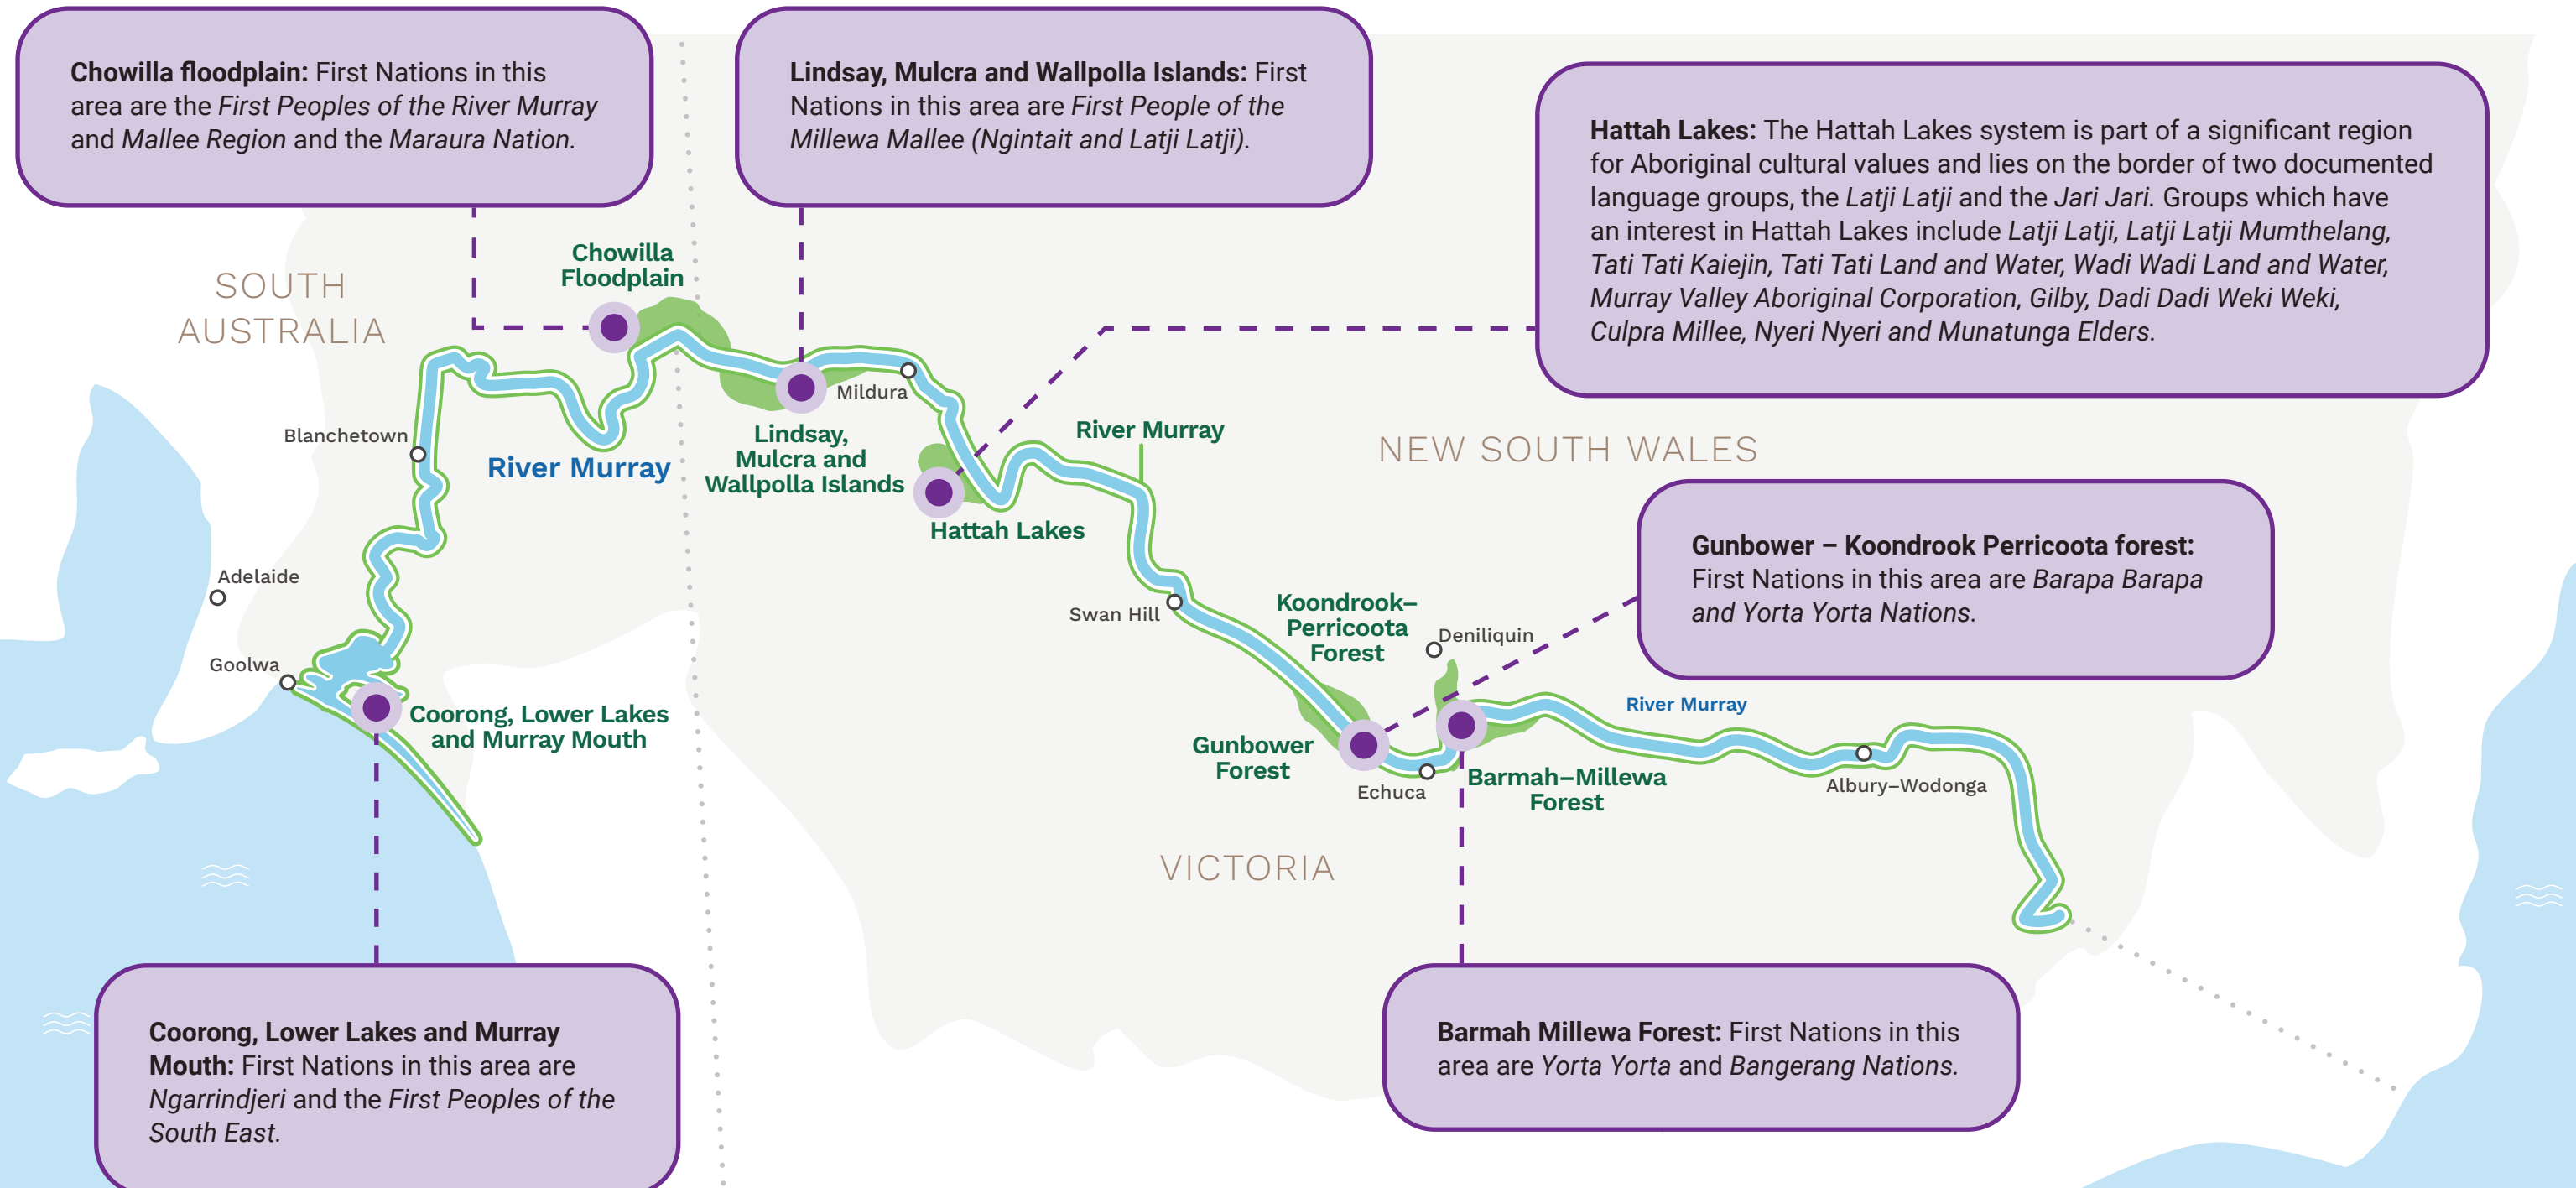 Chowilla floodplain: First Nations in this
area are the First Peoples of the River Murray
and Mallee Region and the Maraura Nation.
Lindsay, Mulcra and Wallpolla Islands: First
Nations in this area are First People of the
Millewa Mallee (Ngintait and Latji Latji).
Hattah Lakes: The Hattah Lakes system is part of a significant region
for Aboriginal cultural values and lies on the border of two documented
language groups, the Latji Latji and the Jari Jari. Groups which have
an interest in Hattah Lakes include Latji Latji, Latji Latji Mumthelang,
Tati Tati Kaiejin, Tati Tati Land and Water, Wadi Wadi Land and Water,
Murray Valley Aboriginal Corporation, Gilby, Dadi Dadi Weki Weki,
Culpra Millee, Nyeri Nyeri and Munatunga Elders.
SOUTH
AUSTRALIA
Chowilla
Floodplain
Mildura
Blanchetown
River Murray
Lindsay,
Mulcra and
Wallpolla Islands
River Murray
Hattah Lakes
NEW SOUTH WALES
Gunbower – Koondrook Perricoota forest:
First Nations in this area are Barapa Barapa
and Yorta Yorta Nations.
Adelaide
Goolwa
Swan Hill
Koondrook–
Perricoota
Forest
Deniliquin
Coorong, Lower Lakes
and Murray Mouth
River Murray
Gunbower
Forest
Echuca
Barmah–Millewa
Forest
Albury–Wodonga
VICTORIA
Coorong, Lower Lakes and Murray
Mouth: First Nations in this area are
Ngarrindjeri and the First Peoples of the
South East.
Barmah Millewa Forest: First Nations in this
area are Yorta Yorta and Bangerang Nations.